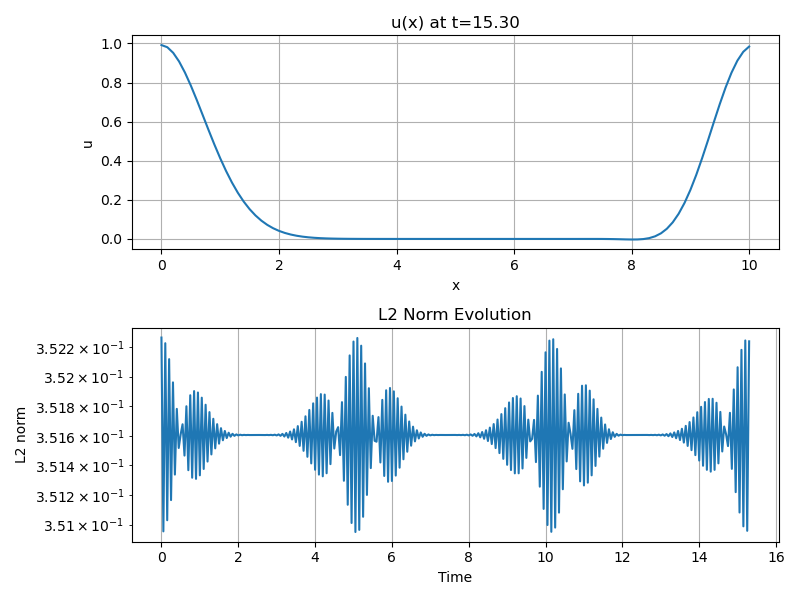 u(x) at t=15.30
1.0
0.8
0.6
0.4
0.2
0.0
u
0 2 4 6 8 10
x
L2 Norm Evolution
3.522 × 10⁻¹
3.52 × 10⁻¹
3.518 × 10⁻¹
3.516 × 10⁻¹
3.514 × 10⁻¹
3.512 × 10⁻¹
3.51 × 10⁻¹
L2 norm
0 2 4 6 8 10 12 14 16
Time